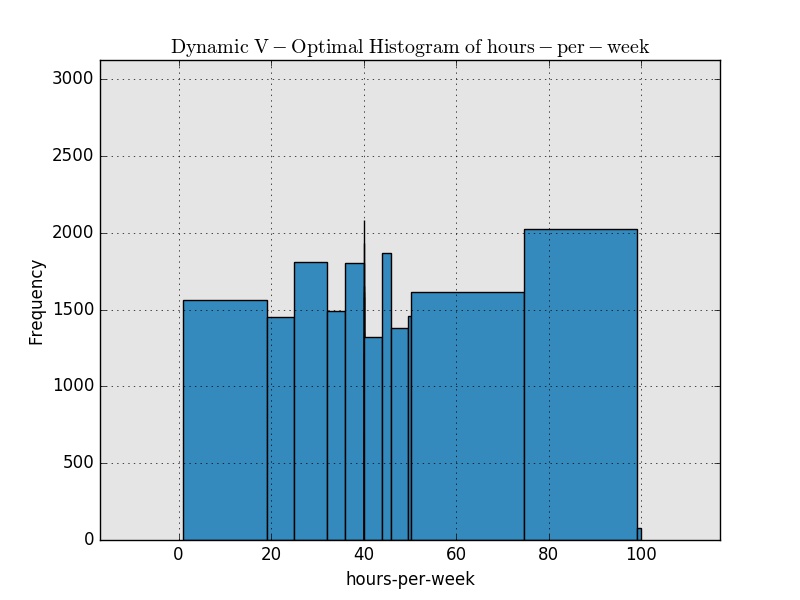 Dynamic V − Optimal Histogram of hours − per − week
3000
2500
2000
1500
1000
500
0
Frequency
0 20 40 60 80 100
hours-per-week